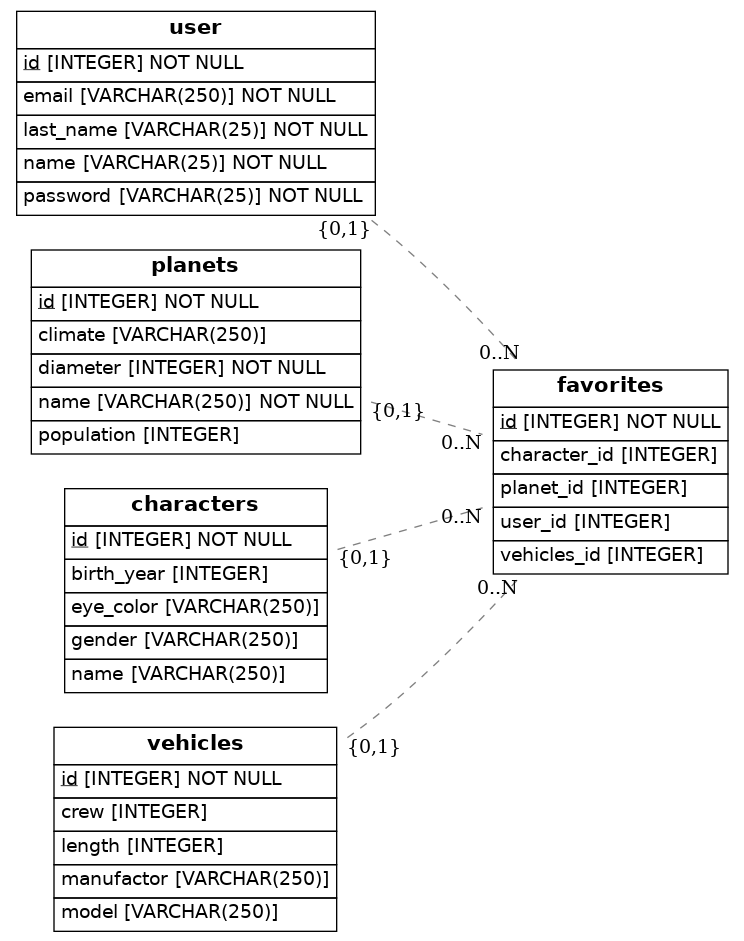 user
id [INTEGER] NOT NULL
email [VARCHAR(250)] NOT NULL
last_name [VARCHAR(25)] NOT NULL
name [VARCHAR(25)] NOT NULL
password [VARCHAR(25)] NOT NULL
{0,1}
0..N
planets
id [INTEGER] NOT NULL
climate [VARCHAR(250)]
diameter [INTEGER] NOT NULL
name [VARCHAR(250)] NOT NULL
population [INTEGER]
{0,1}
0..N
favorites
id [INTEGER] NOT NULL
character_id [INTEGER]
planet_id [INTEGER]
user_id [INTEGER]
vehicles_id [INTEGER]
characters
id [INTEGER] NOT NULL
birth_year [INTEGER]
eye_color [VARCHAR(250)]
gender [VARCHAR(250)]
name [VARCHAR(250)]
{0,1}
0..N
vehicles
id [INTEGER] NOT NULL
crew [INTEGER]
length [INTEGER]
manufactor [VARCHAR(250)]
model [VARCHAR(250)]
{0,1}
0..N